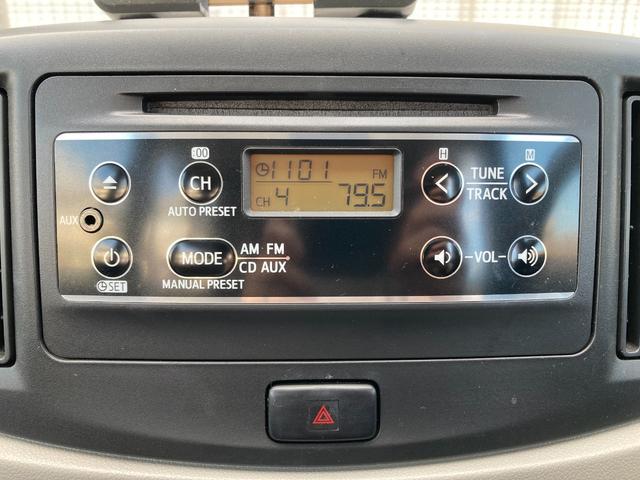 :00
CH
AUTO PRESET
1101
FM
CH 4
79.5
H
M
TUNE
TRACK
AUX
SET
MODE
AM FM
CD AUX
MANUAL PRESET
-VOL-